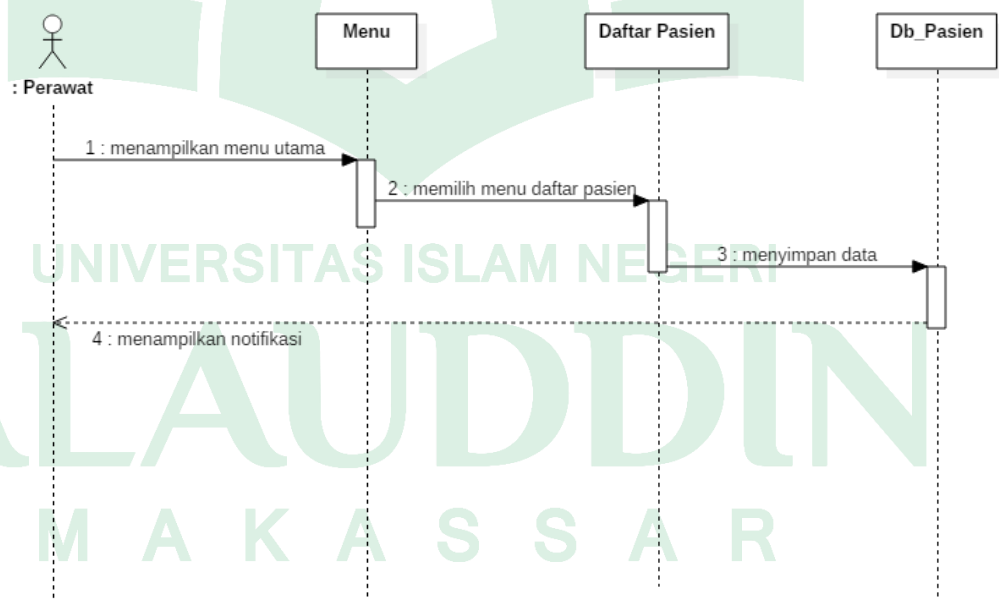 Menu
Daftar Pasien
Db_Pasien
: Perawat
1 : menampilkan menu utama
2 : memilih menu daftar pasien
3 : menyimpan data
4 : menampilkan notifikasi
UNIVERSITAS ISLAM NEGERI
ALAUDDIN
MAKASSAR